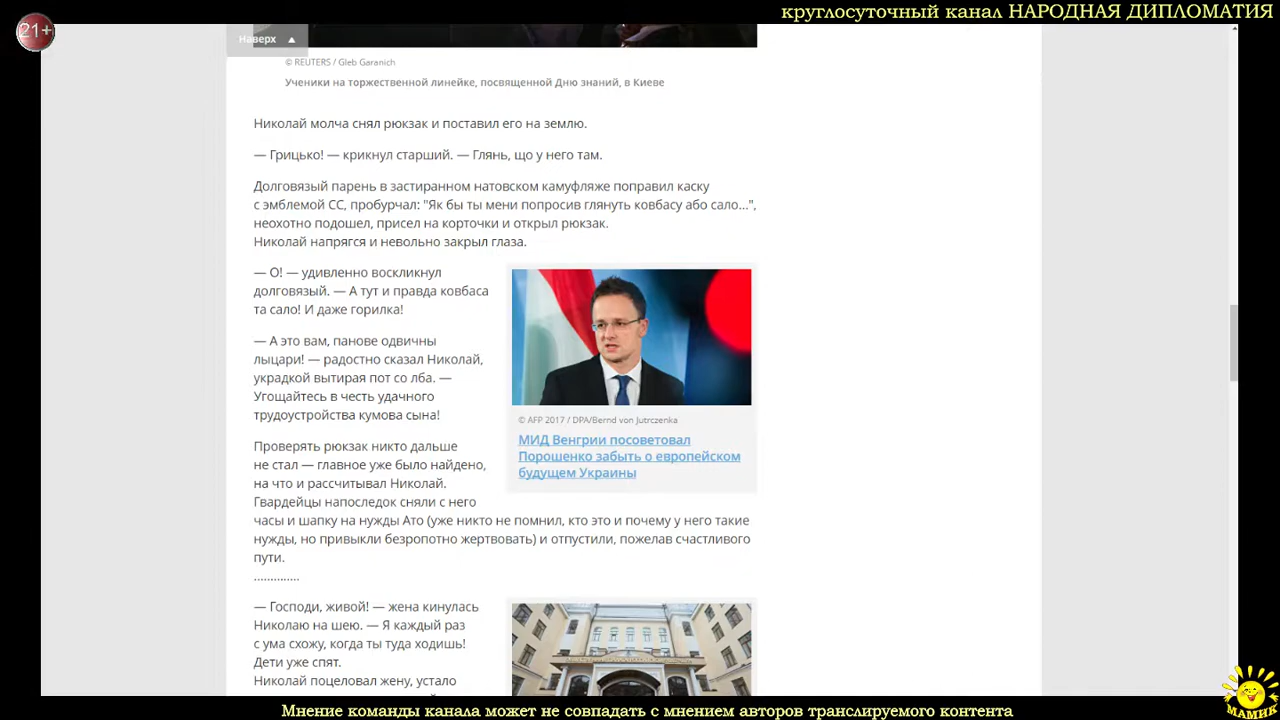 21+
круглосуточный канал НАРОДНАЯ ДИПЛОМАТИЯ
Наверх
© REUTERS / Gleb Garanich
Ученики на торжественной линейке, посвященной Дню знаний, в Киеве
Николай молча снял рюкзак и поставил его на землю.
— Грицько! — крикнул старший. — Глянь, що у него там.
Долговязый парень в застиранном натовском камуфляже поправил каску
с эмблемой СС, пробурчал: "Як бы ты мени попросив глянуть ковбасу або сало...",
неохотно подошел, присел на корточки и открыл рюкзак.
Николай напрягся и невольно закрыл глаза.
— О! — удивленно воскликнул
долговязый. — А тут и правда ковбаса
та сало! И даже горилка!
— А это вам, панове одвичны
лыцари! — радостно сказал Николай,
украдкой вытирая пот со лба. —
Угощайтесь в честь удачного
трудоустройства кумова сына!
© AFP 2017 / DPA/Bernd von Jutrczenka
МИД Венгрии посоветовал
Порошенко забыть о европейском
будущем Украины
Проверять рюкзак никто дальше
не стал — главное уже было найдено,
на что и рассчитывал Николай.
Гвардейцы напоследок сняли с него
часы и шапку на нужды Ато (уже никто не помнил, кто это и почему у него такие
нужды, но привыкли безропотно жертвовать) и отпустили, пожелав счастливого
пути.
..............
— Господи, живой! — жена кинулась
Николаю на шею. — Я каждый раз
с ума схожу, когда ты туда ходишь!
Дети уже спят.
Николай поцеловал жену, устало
МАМИК
Мнение команды канала может не совпадать с мнением авторов транслируемого контента